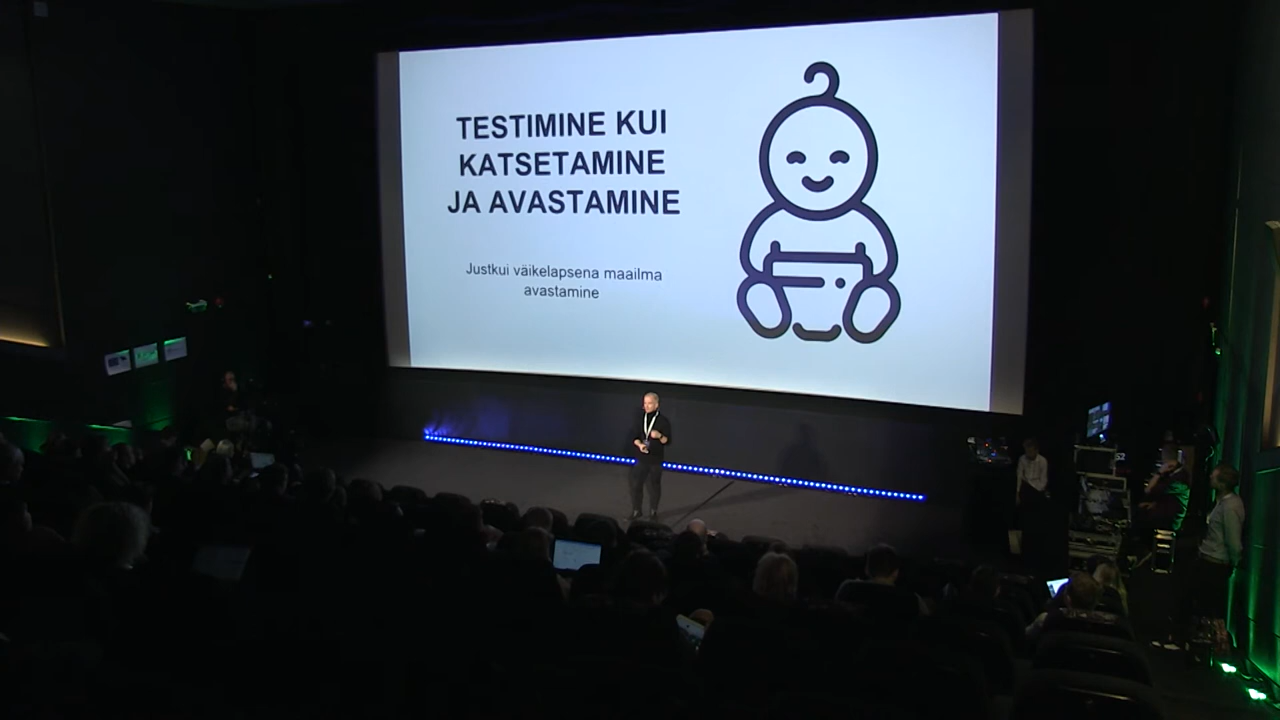 TESTIMINE KUI
KATSETAMINE
JA AVASTAMINE
Justkui väikelapsena maailma
avastamine